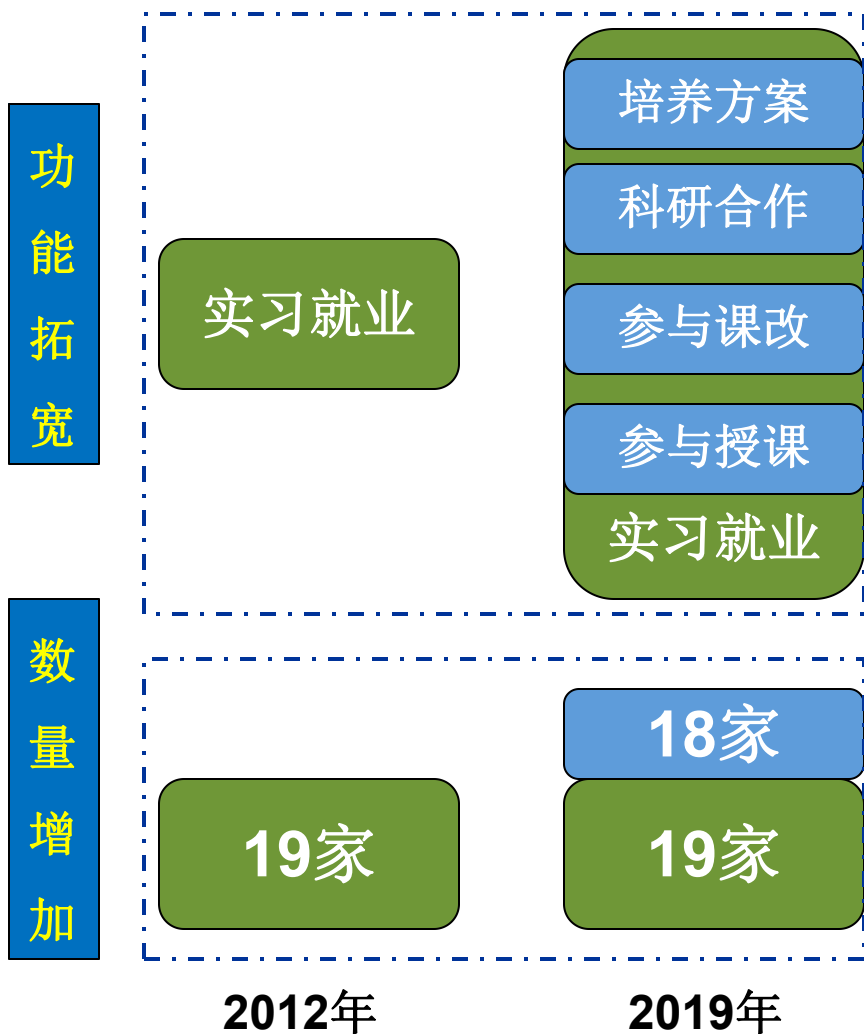 功能拓宽
实习就业
培养方案
科研合作
参与课改
参与授课
实习就业
数量增加
19家
18家
19家
2012年
2019年